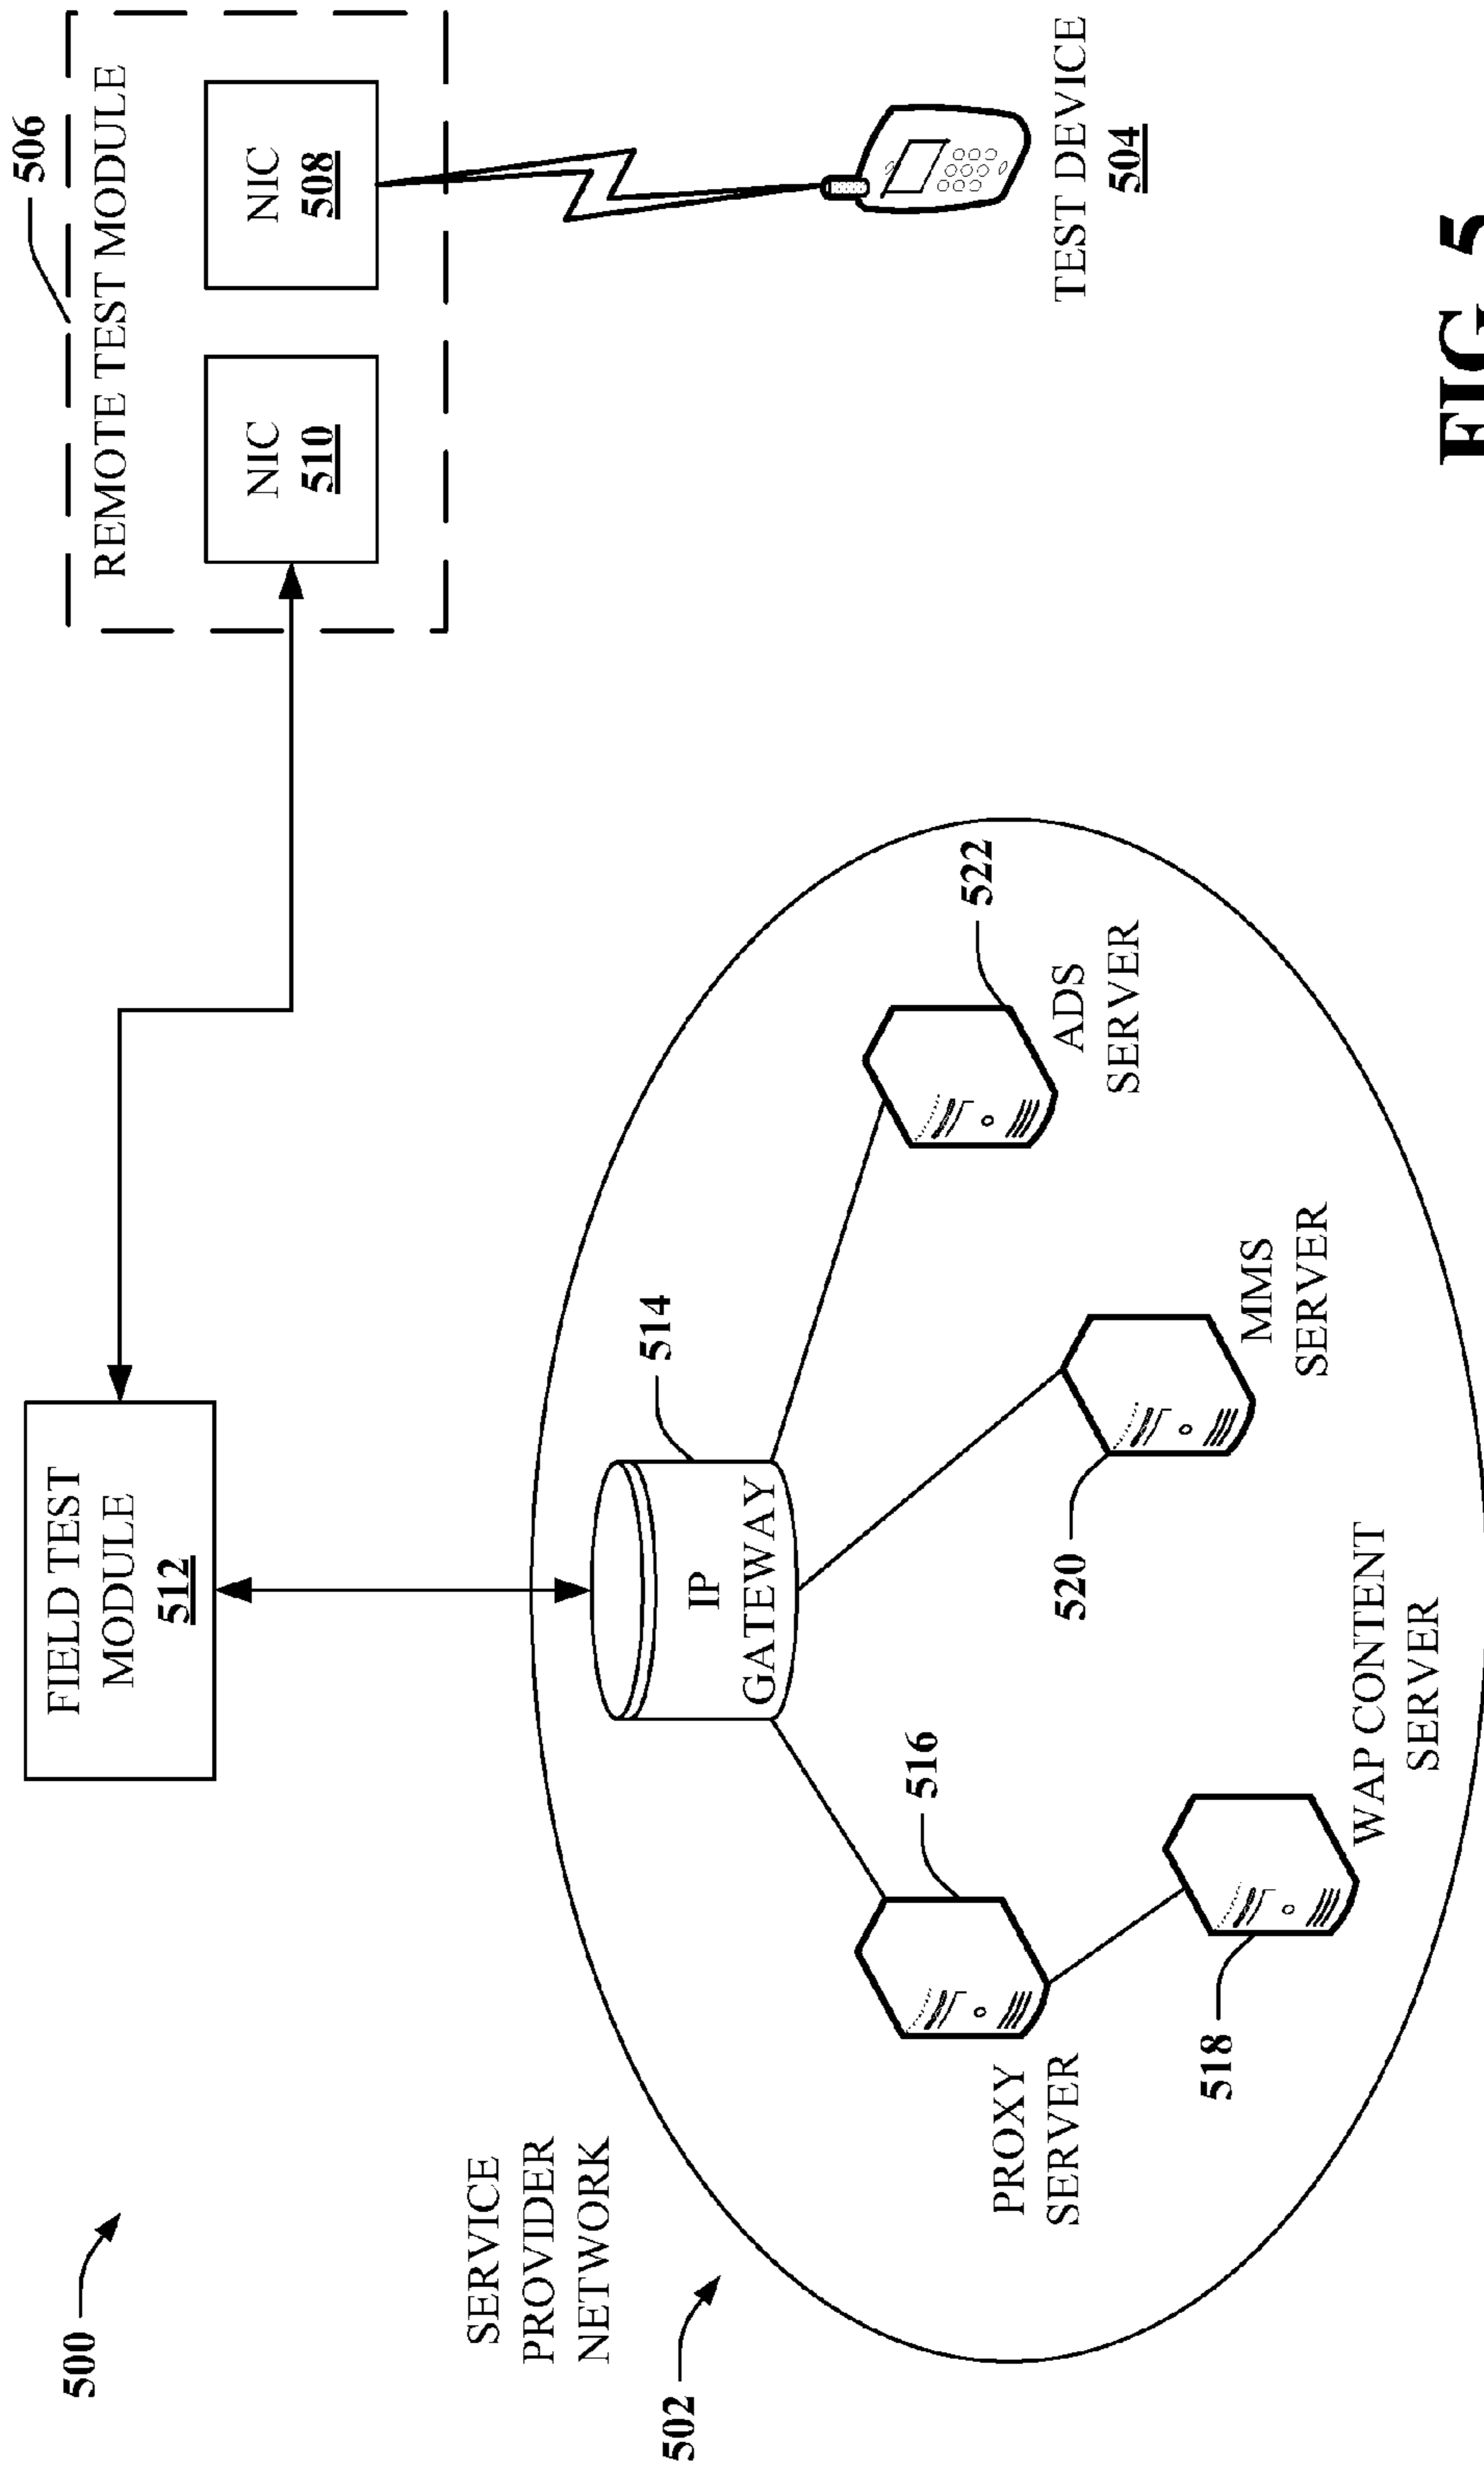 500
FIELD TEST
MODULE
512
506
REMOTE TEST MODULE
NIC
510
NIC
508
SERVICE
PROVIDER
NETWORK
502
514
IP
GATEWAY
516
PROXY
SERVER
518
WAP CONTENT
SERVER
520
MMS
SERVER
522
ADS
SERVER
TEST DEVICE
504
FIG 5